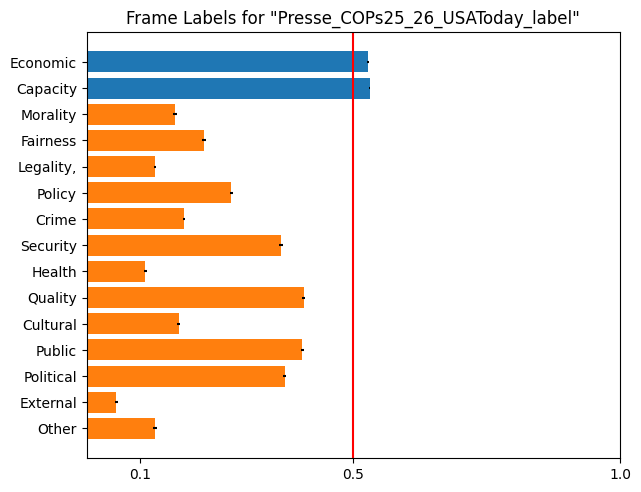 Frame Labels for "Presse_COPs25_26_USAToday_label"
Economic
Capacity
Morality
Fairness
Legality,
Policy
Crime
Security
Health
Quality
Cultural
Public
Political
External
Other
0.1 0.5 1.0